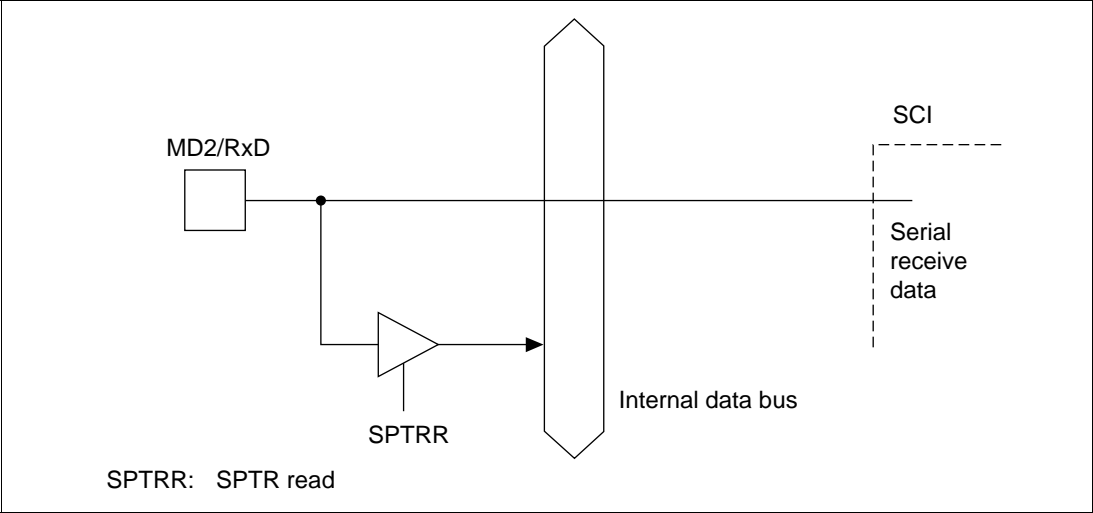 SCI
MD2/RxD
Serial
receive
data
Internal data bus
SPTRR
SPTRR: SPTR read